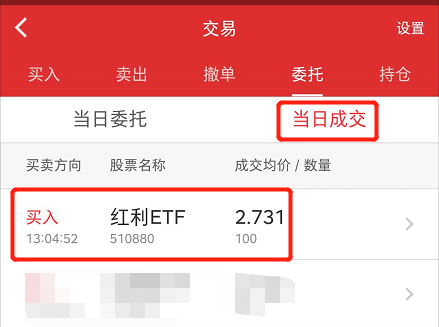 交易
设置
买入 卖出 撤单 委托 持仓
当日委托 当日成交
买卖方向 股票名称 成交均价 / 数量
买入 红利ETF 2.731
13:04:52 510880 100